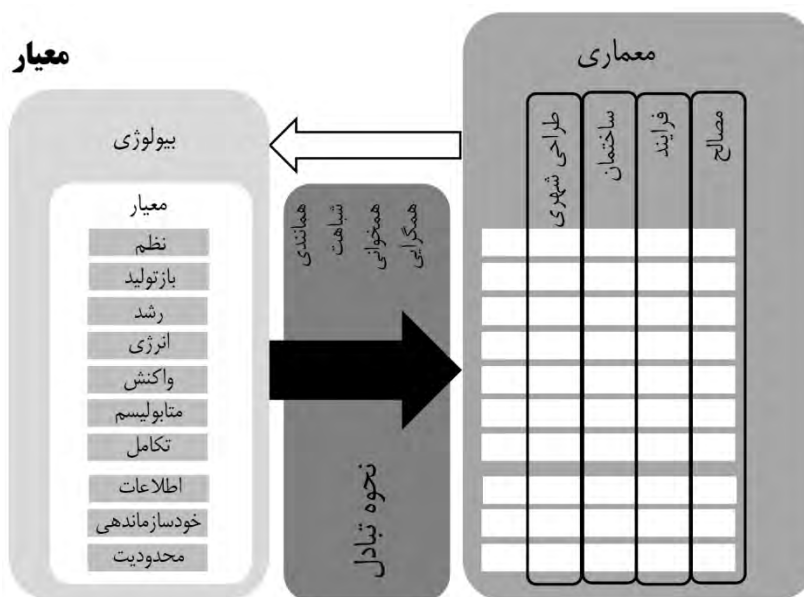 معماری
مصالح
فرایند
ساختمان
طراحی شهری
همگرایی
همخوانی
شباهت
همانندی
نحوه تبادل
معیار
بیولوژی
معیار
نظم
بازتولید
رشد
انرژی
واکنش
متابولیسم
تکامل
اطلاعات
خودسازماندهی
محدودیت